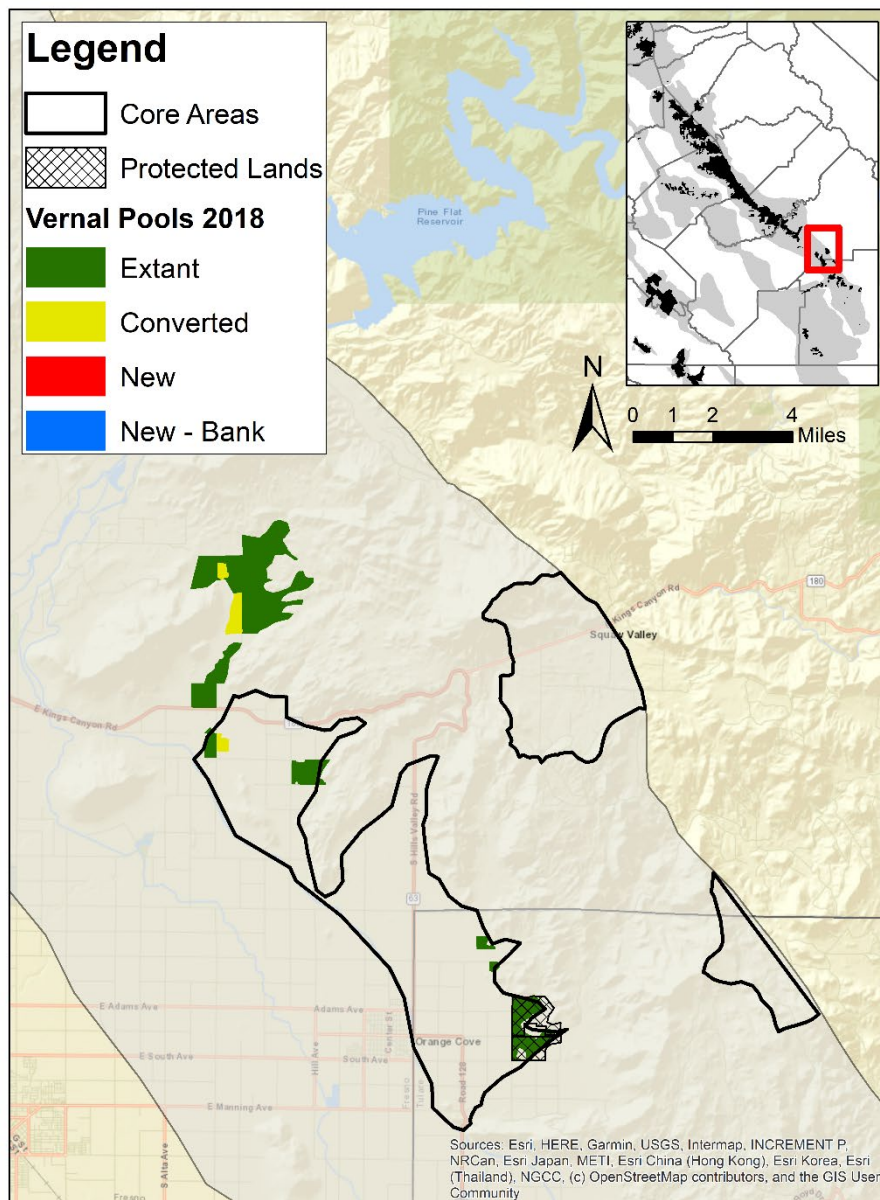 Legend
Core Areas
Protected Lands
Vernal Pools 2018
Extant
Converted
New
New - Bank
Pine Flat
Reservoir
N
0 1 2 4
Miles
180
Kings Canyon Rd
Squaw Valley
E Kings Canyon Rd
S Hills Valley Rd
63
E Adams Ave
Adams Ave
Center St
Orange Cove
E South Ave
South Ave
Hill Ave
Road 128
E Manning Ave
Fresno
Tulare
S Alta Ave
Fresno
Sources: Esri, HERE, Garmin, USGS, Intermap, INCREMENT P,
NRCan, Esri Japan, METI, Esri China (Hong Kong), Esri Korea, Esri
(Thailand), NGCC, (c) OpenStreetMap contributors, and the GIS User
Community